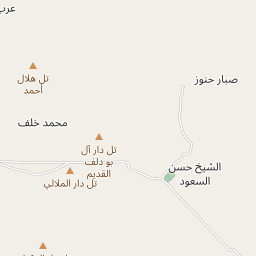 عرب
تل هلال
أحمد
صبار حنوز
محمد خلف
تل دار آل
بو دلف
القديم
الشيخ حسن
السعود
تل دار الملالي